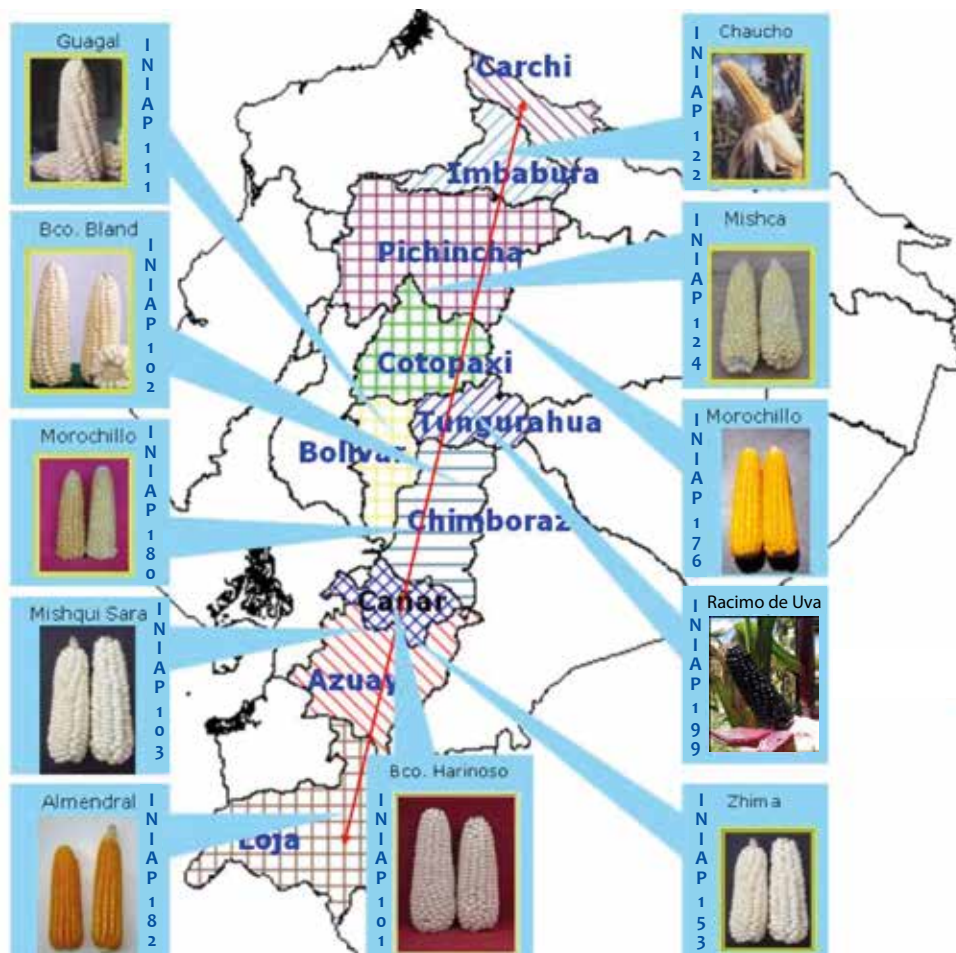 Guagal
INIAP 111
Bco. Bland
INIAP 102
Morochillo
INIAP 180
Mishqui Sara
INIAP 103
Almendral
INIAP 182
Carchi
Imbabura
Pichincha
Cotopaxi
Tungurahua
Bolivar
Chimboraz
Cañar
Azuay
Loja
Bco. Harinoso
INIAP 101
Chaucho
INIAP 122
Mishca
INIAP 124
Morochillo
INIAP 176
Racimo de Uva
INIAP 199
Zhima
INIAP 153